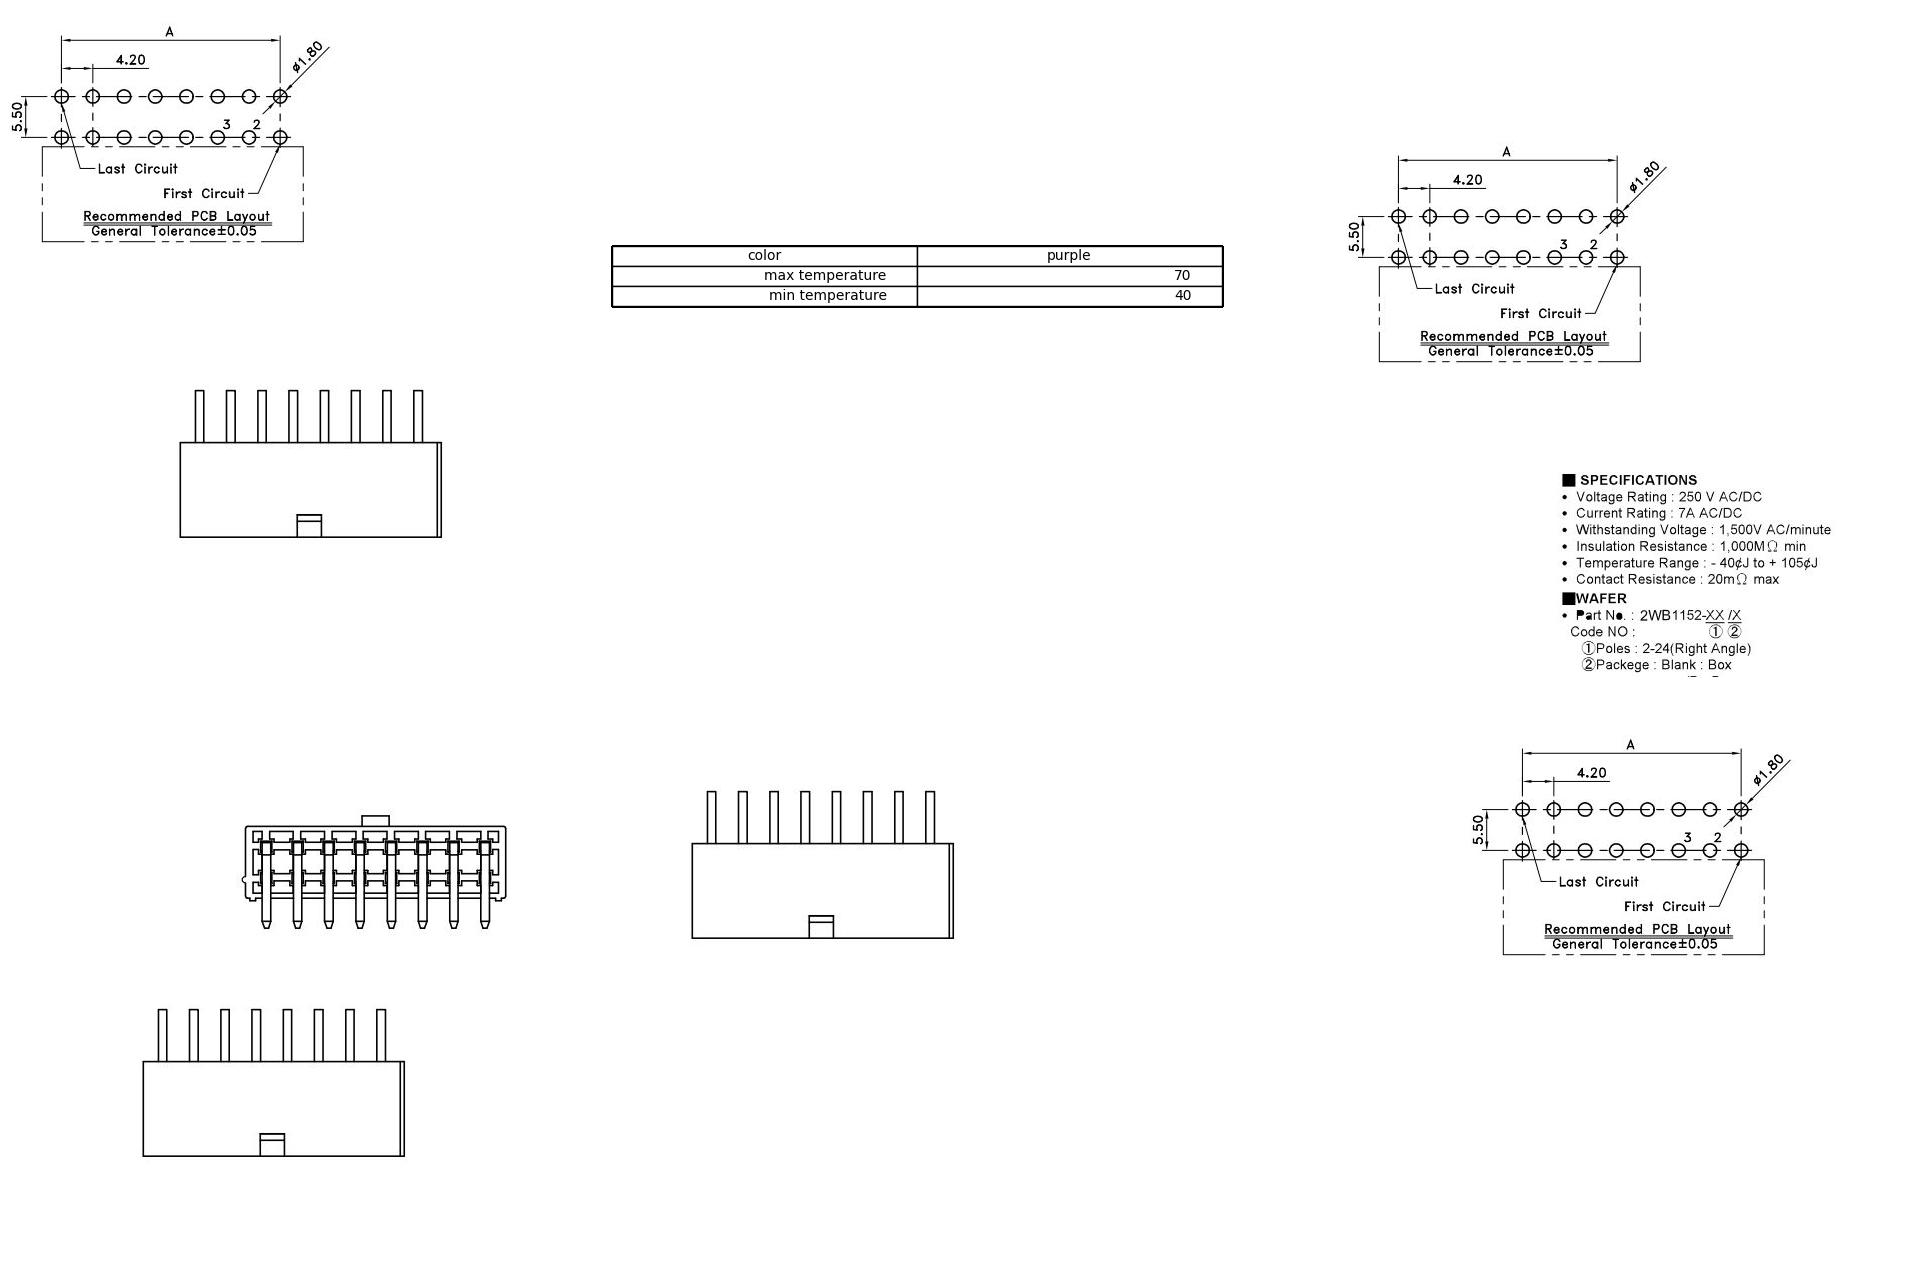 A
4.20
ø1.80
5.50
3 2
Last Circuit
First Circuit
Recommended PCB Layout
General Tolerance±0.05
color purple
max temperature 70
min temperature 40
A
4.20
ø1.80
5.50
3 2
Last Circuit
First Circuit
Recommended PCB Layout
General Tolerance±0.05
■ SPECIFICATIONS
• Voltage Rating : 250 V AC/DC
• Current Rating : 7A AC/DC
• Withstanding Voltage : 1,500V AC/minute
• Insulation Resistance : 1,000MΩ min
• Temperature Range : - 40¢J to + 105¢J
• Contact Resistance : 20mΩ max
■WAFER
• Part No. : 2WB1152-XX /X
Code NO : ① ②
①Poles : 2-24(Right Angle)
②Packege : Blank : Box
A
4.20
ø1.80
5.50
3 2
Last Circuit
First Circuit
Recommended PCB Layout
General Tolerance±0.05